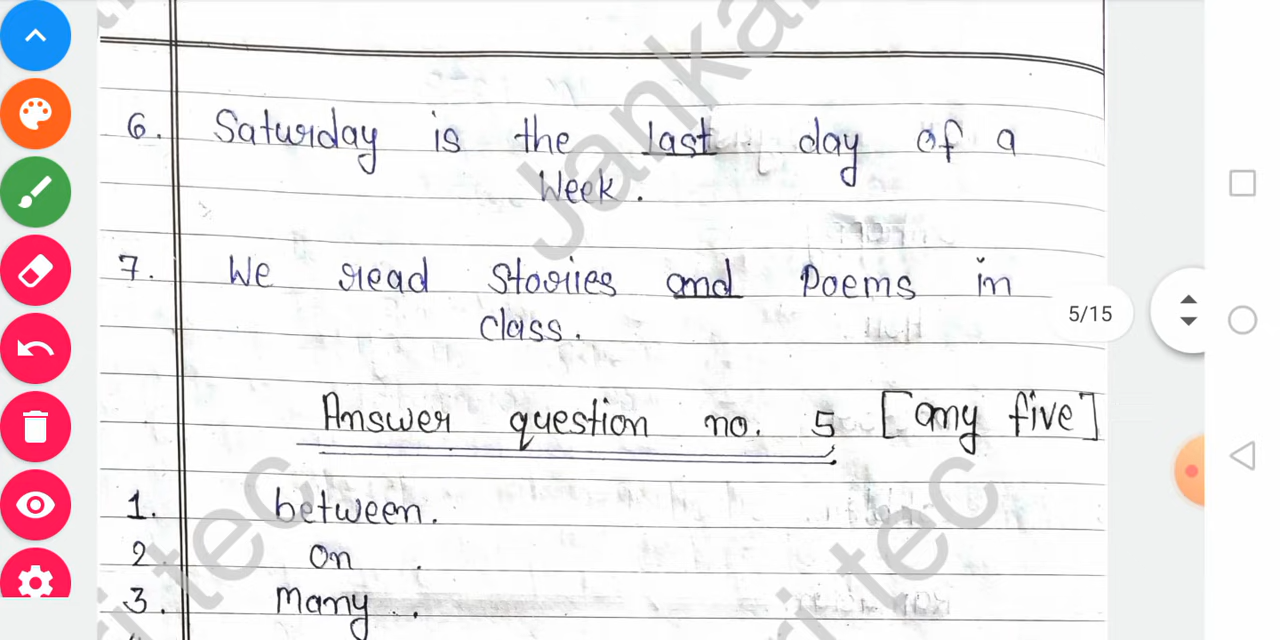 6. Saturday is the last day of a
Week.
7. We read stories and Poems in
class.
5/15
Answer question no. 5 [any five]
1. between.
2 on .
3. Many .